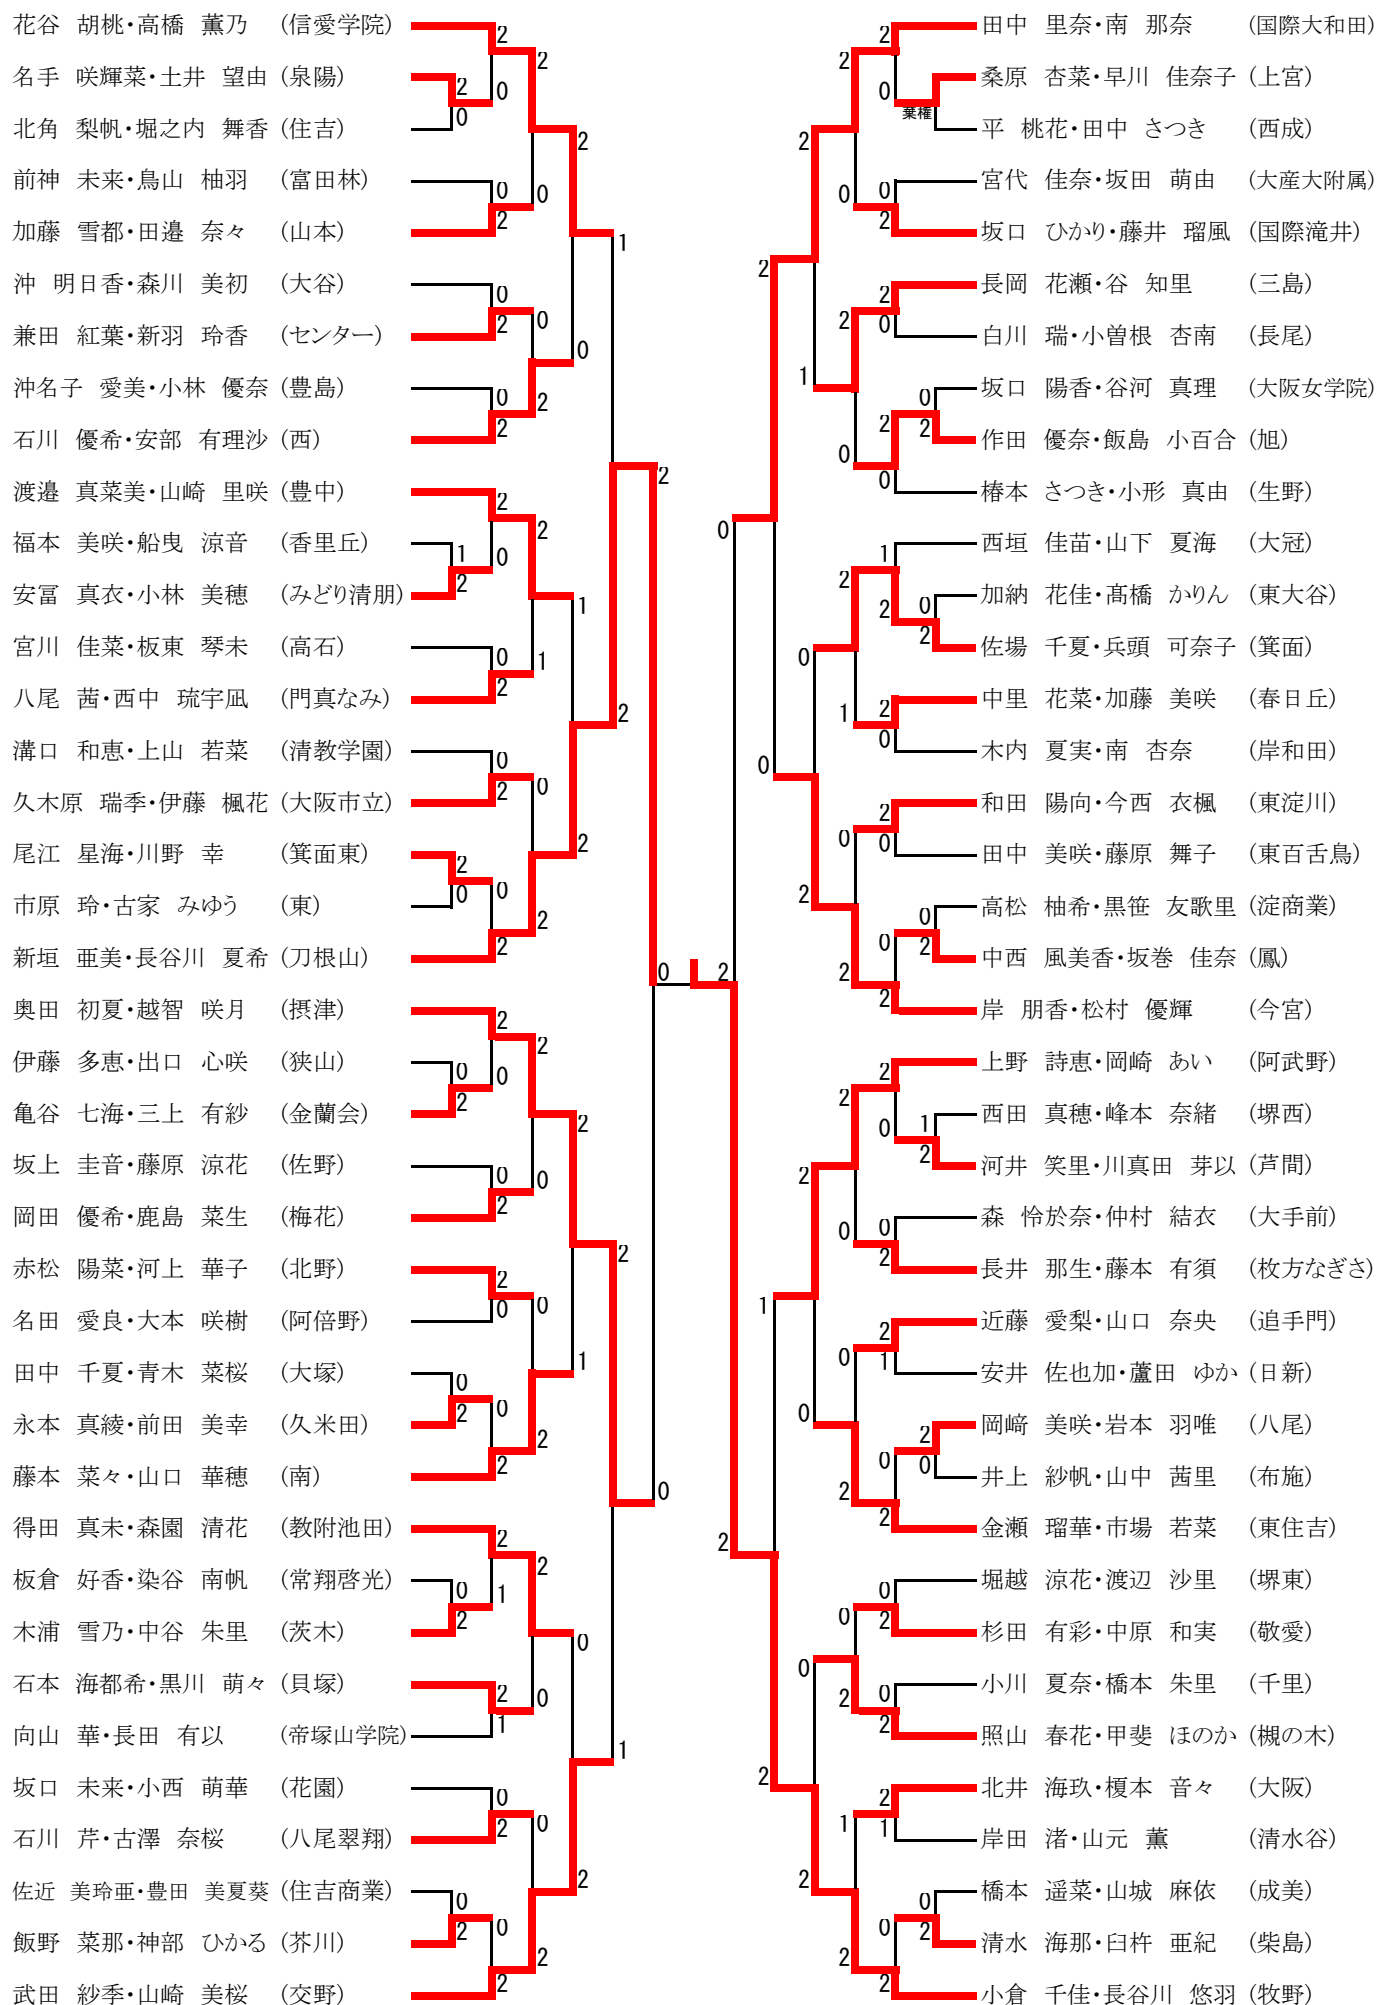 花谷 胡桃・高橋 薫乃 (信愛学院)
名手 咲輝菜・土井 望由 (泉陽)
北角 梨帆・堀之内 舞香 (住吉)
前神 未来・鳥山 柚羽 (富田林)
加藤 雪都・田邉 奈々 (山本)
沖 明日香・森川 美初 (大谷)
兼田 紅葉・新羽 玲香 (センター)
沖名子 愛美・小林 優奈 (豊島)
石川 優希・安部 有理沙 (西)
渡邉 真菜美・山崎 里咲 (豊中)
福本 美咲・船曳 涼音 (香里丘)
安冨 真衣・小林 美穂 (みどり清朋)
宮川 佳菜・板東 琴未 (高石)
八尾 茜・西中 琉宇凪 (門真なみ)
溝口 和恵・上山 若菜 (清教学園)
久木原 瑞季・伊藤 楓花 (大阪市立)
尾江 星海・川野 幸 (箕面東)
市原 玲・古家 みゆう (東)
新垣 亜美・長谷川 夏希 (刀根山)
奥田 初夏・越智 咲月 (摂津)
伊藤 多恵・出口 心咲 (狭山)
亀谷 七海・三上 有紗 (金蘭会)
坂上 圭音・藤原 涼花 (佐野)
岡田 優希・鹿島 菜生 (梅花)
赤松 陽菜・河上 華子 (北野)
名田 愛良・大本 咲樹 (阿倍野)
田中 千夏・青木 菜桜 (大塚)
永本 真綾・前田 美幸 (久米田)
藤本 菜々・山口 華穂 (南)
得田 真未・森園 清花 (教附池田)
板倉 好香・染谷 南帆 (常翔啓光)
木浦 雪乃・中谷 朱里 (茨木)
石本 海都希・黒川 萌々 (貝塚)
向山 華・長田 有以 (帝塚山学院)
坂口 未来・小西 萌華 (花園)
石川 芹・古澤 奈桜 (八尾翠翔)
佐近 美玲亜・豊田 美夏葵 (住吉商業)
飯野 菜那・神部 ひかる (芥川)
武田 紗季・山崎 美桜 (交野)
田中 里奈・南 那奈 (国際大和田)
桑原 杏菜・早川 佳奈子 (上宮)
棄権
平 桃花・田中 さつき (西成)
宮代 佳奈・坂田 萌由 (大産大附属)
坂口 ひかり・藤井 瑠風 (国際滝井)
長岡 花瀬・谷 知里 (三島)
白川 瑞・小曽根 杏南 (長尾)
坂口 陽香・谷河 真理 (大阪女学院)
作田 優奈・飯島 小百合 (旭)
椿本 さつき・小形 真由 (生野)
西垣 佳苗・山下 夏海 (大冠)
加納 花佳・髙橋 かりん (東大谷)
佐場 千夏・兵頭 可奈子 (箕面)
中里 花菜・加藤 美咲 (春日丘)
木内 夏実・南 杏奈 (岸和田)
和田 陽向・今西 衣楓 (東淀川)
田中 美咲・藤原 舞子 (東百舌鳥)
高松 柚希・黒笹 友歌里 (淀商業)
中西 風美香・坂巻 佳奈 (鳳)
岸 朋香・松村 優輝 (今宮)
上野 詩恵・岡崎 あい (阿武野)
西田 真穂・峰本 奈緒 (堺西)
河井 笑里・川真田 芽以 (芦間)
森 怜於奈・仲村 結衣 (大手前)
長井 那生・藤本 有須 (枚方なぎさ)
近藤 愛梨・山口 奈央 (追手門)
安井 佐也加・蘆田 ゆか (日新)
岡﨑 美咲・岩本 羽唯 (八尾)
井上 紗帆・山中 茜里 (布施)
金瀬 瑠華・市場 若菜 (東住吉)
堀越 涼花・渡辺 沙里 (堺東)
杉田 有彩・中原 和実 (敬愛)
小川 夏奈・橋本 朱里 (千里)
照山 春花・甲斐 ほのか (槻の木)
北井 海玖・榎本 音々 (大阪)
岸田 渚・山元 薫 (清水谷)
橋本 遥菜・山城 麻依 (成美)
清水 海那・臼杵 亜紀 (柴島)
小倉 千佳・長谷川 悠羽 (牧野)